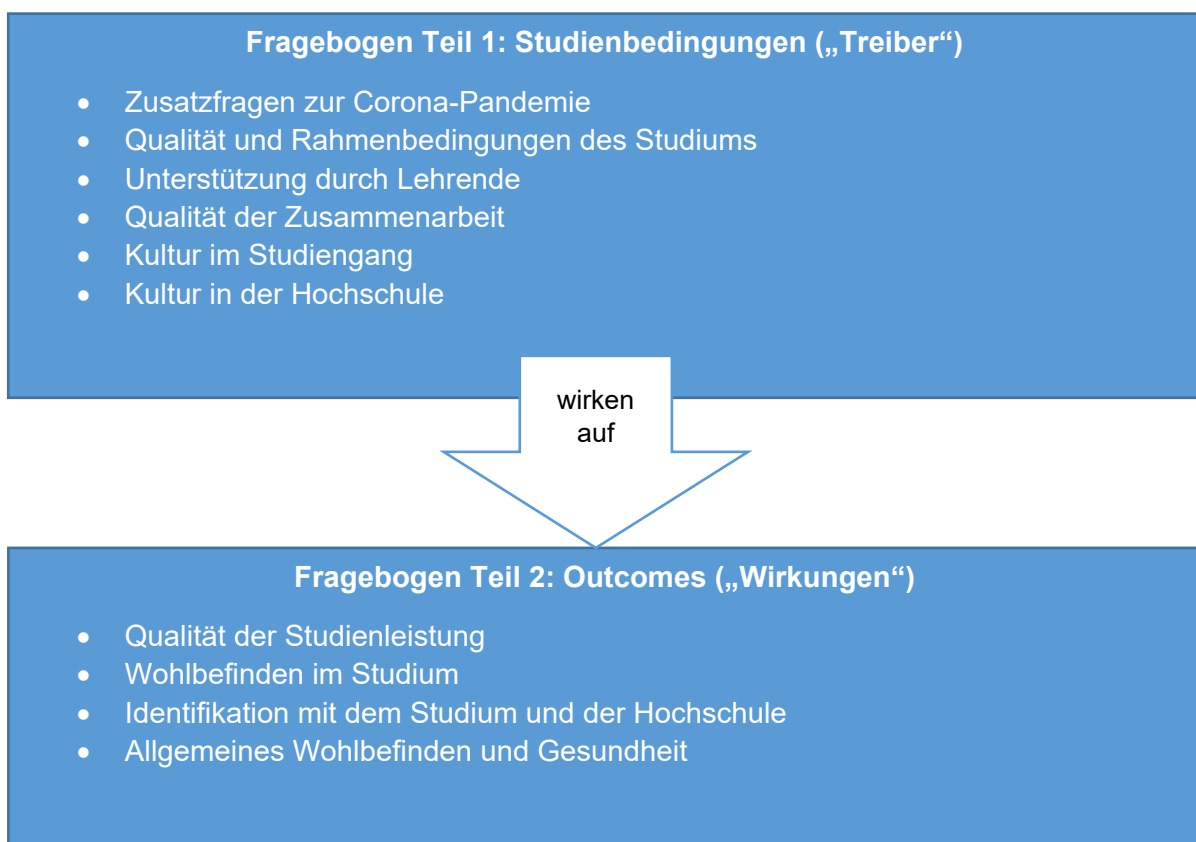 Fragebogen Teil 1: Studienbedingungen („Treiber“)
• Zusatzfragen zur Corona-Pandemie
• Qualität und Rahmenbedingungen des Studiums
• Unterstützung durch Lehrende
• Qualität der Zusammenarbeit
• Kultur im Studiengang
• Kultur in der Hochschule
wirken
auf
Fragebogen Teil 2: Outcomes („Wirkungen“)
• Qualität der Studienleistung
• Wohlbefinden im Studium
• Identifikation mit dem Studium und der Hochschule
• Allgemeines Wohlbefinden und Gesundheit